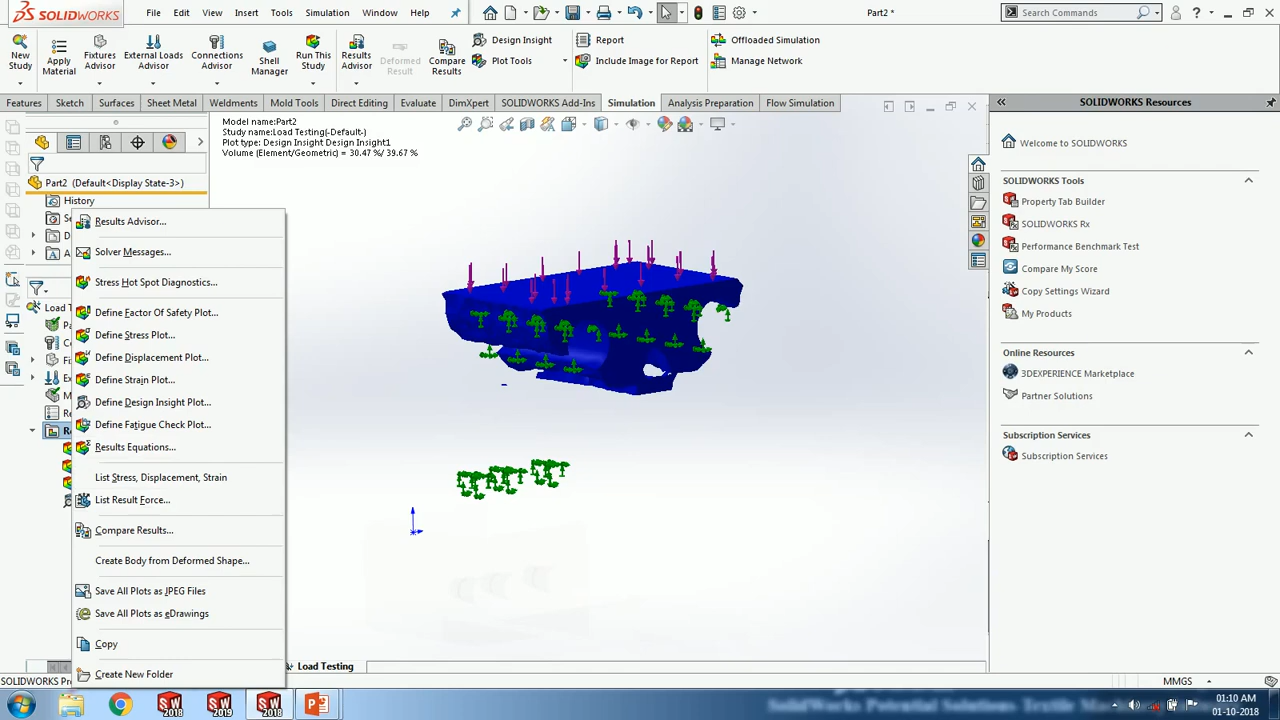 SOLIDWORKS
File
Edit
View
Insert
Tools
Simulation
Window
Help
Part2 *
Search Commands
New Study
Apply Material
Fixtures Advisor
External Loads Advisor
Connections Advisor
Shell Manager
Run This Study
Results Advisor
Deformed Result
Compare Results
Design Insight
Plot Tools
Report
Include Image for Report
Offloaded Simulation
Manage Network
Features
Sketch
Surfaces
Sheet Metal
Weldments
Mold Tools
Direct Editing
Evaluate
DimXpert
SOLIDWORKS Add-Ins
Simulation
Analysis Preparation
Flow Simulation
Model name:Part2
Study name:Load Testing(-Default-)
Plot type: Design Insight Design Insight1
Volume (Element/Geometric) = 30.47 %/ 39.67 %
Part2 (Default<Display State-3>)
History
Results Advisor...
Solver Messages...
Stress Hot Spot Diagnostics...
Define Factor Of Safety Plot...
Define Stress Plot...
Define Displacement Plot...
Define Strain Plot...
Define Design Insight Plot...
Define Fatigue Check Plot...
Results Equations...
List Stress, Displacement, Strain
List Result Force...
Compare Results...
Create Body from Deformed Shape...
Save All Plots as JPEG Files
Save All Plots as eDrawings
Copy
Create New Folder
SOLIDWORKS Resources
Welcome to SOLIDWORKS
SOLIDWORKS Tools
Property Tab Builder
SOLIDWORKS Rx
Performance Benchmark Test
Compare My Score
Copy Settings Wizard
My Products
Online Resources
3DEXPERIENCE Marketplace
Partner Solutions
Subscription Services
Subscription Services
Load Testing
SOLIDWORKS
MMGS
SW 2018
SW 2019
SW 2018
SolidWorks Potential Solutions
01:10 AM
01-10-2018